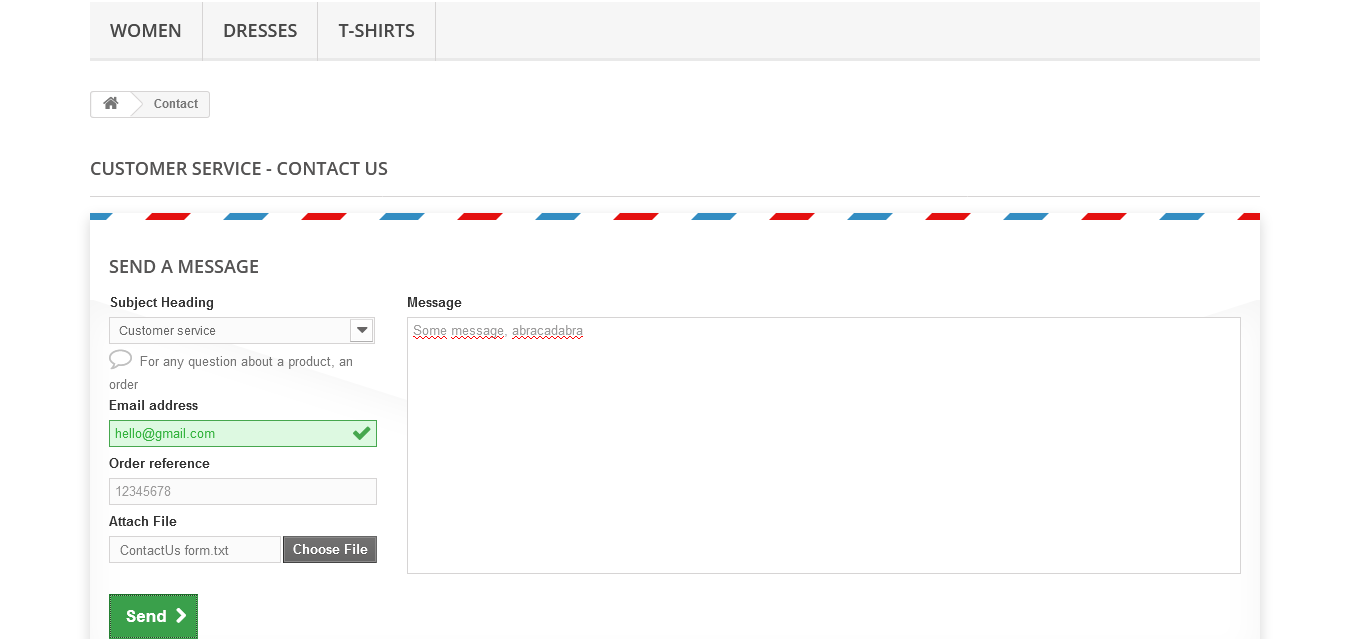 WOMEN DRESSES T-SHIRTS
Contact
CUSTOMER SERVICE - CONTACT US
SEND A MESSAGE
Subject Heading
Customer service
For any question about a product, an
order
Email address
hello@gmail.com
Order reference
12345678
Attach File
ContactUs form.txt Choose File
Send
Message
Some message, abracadabra